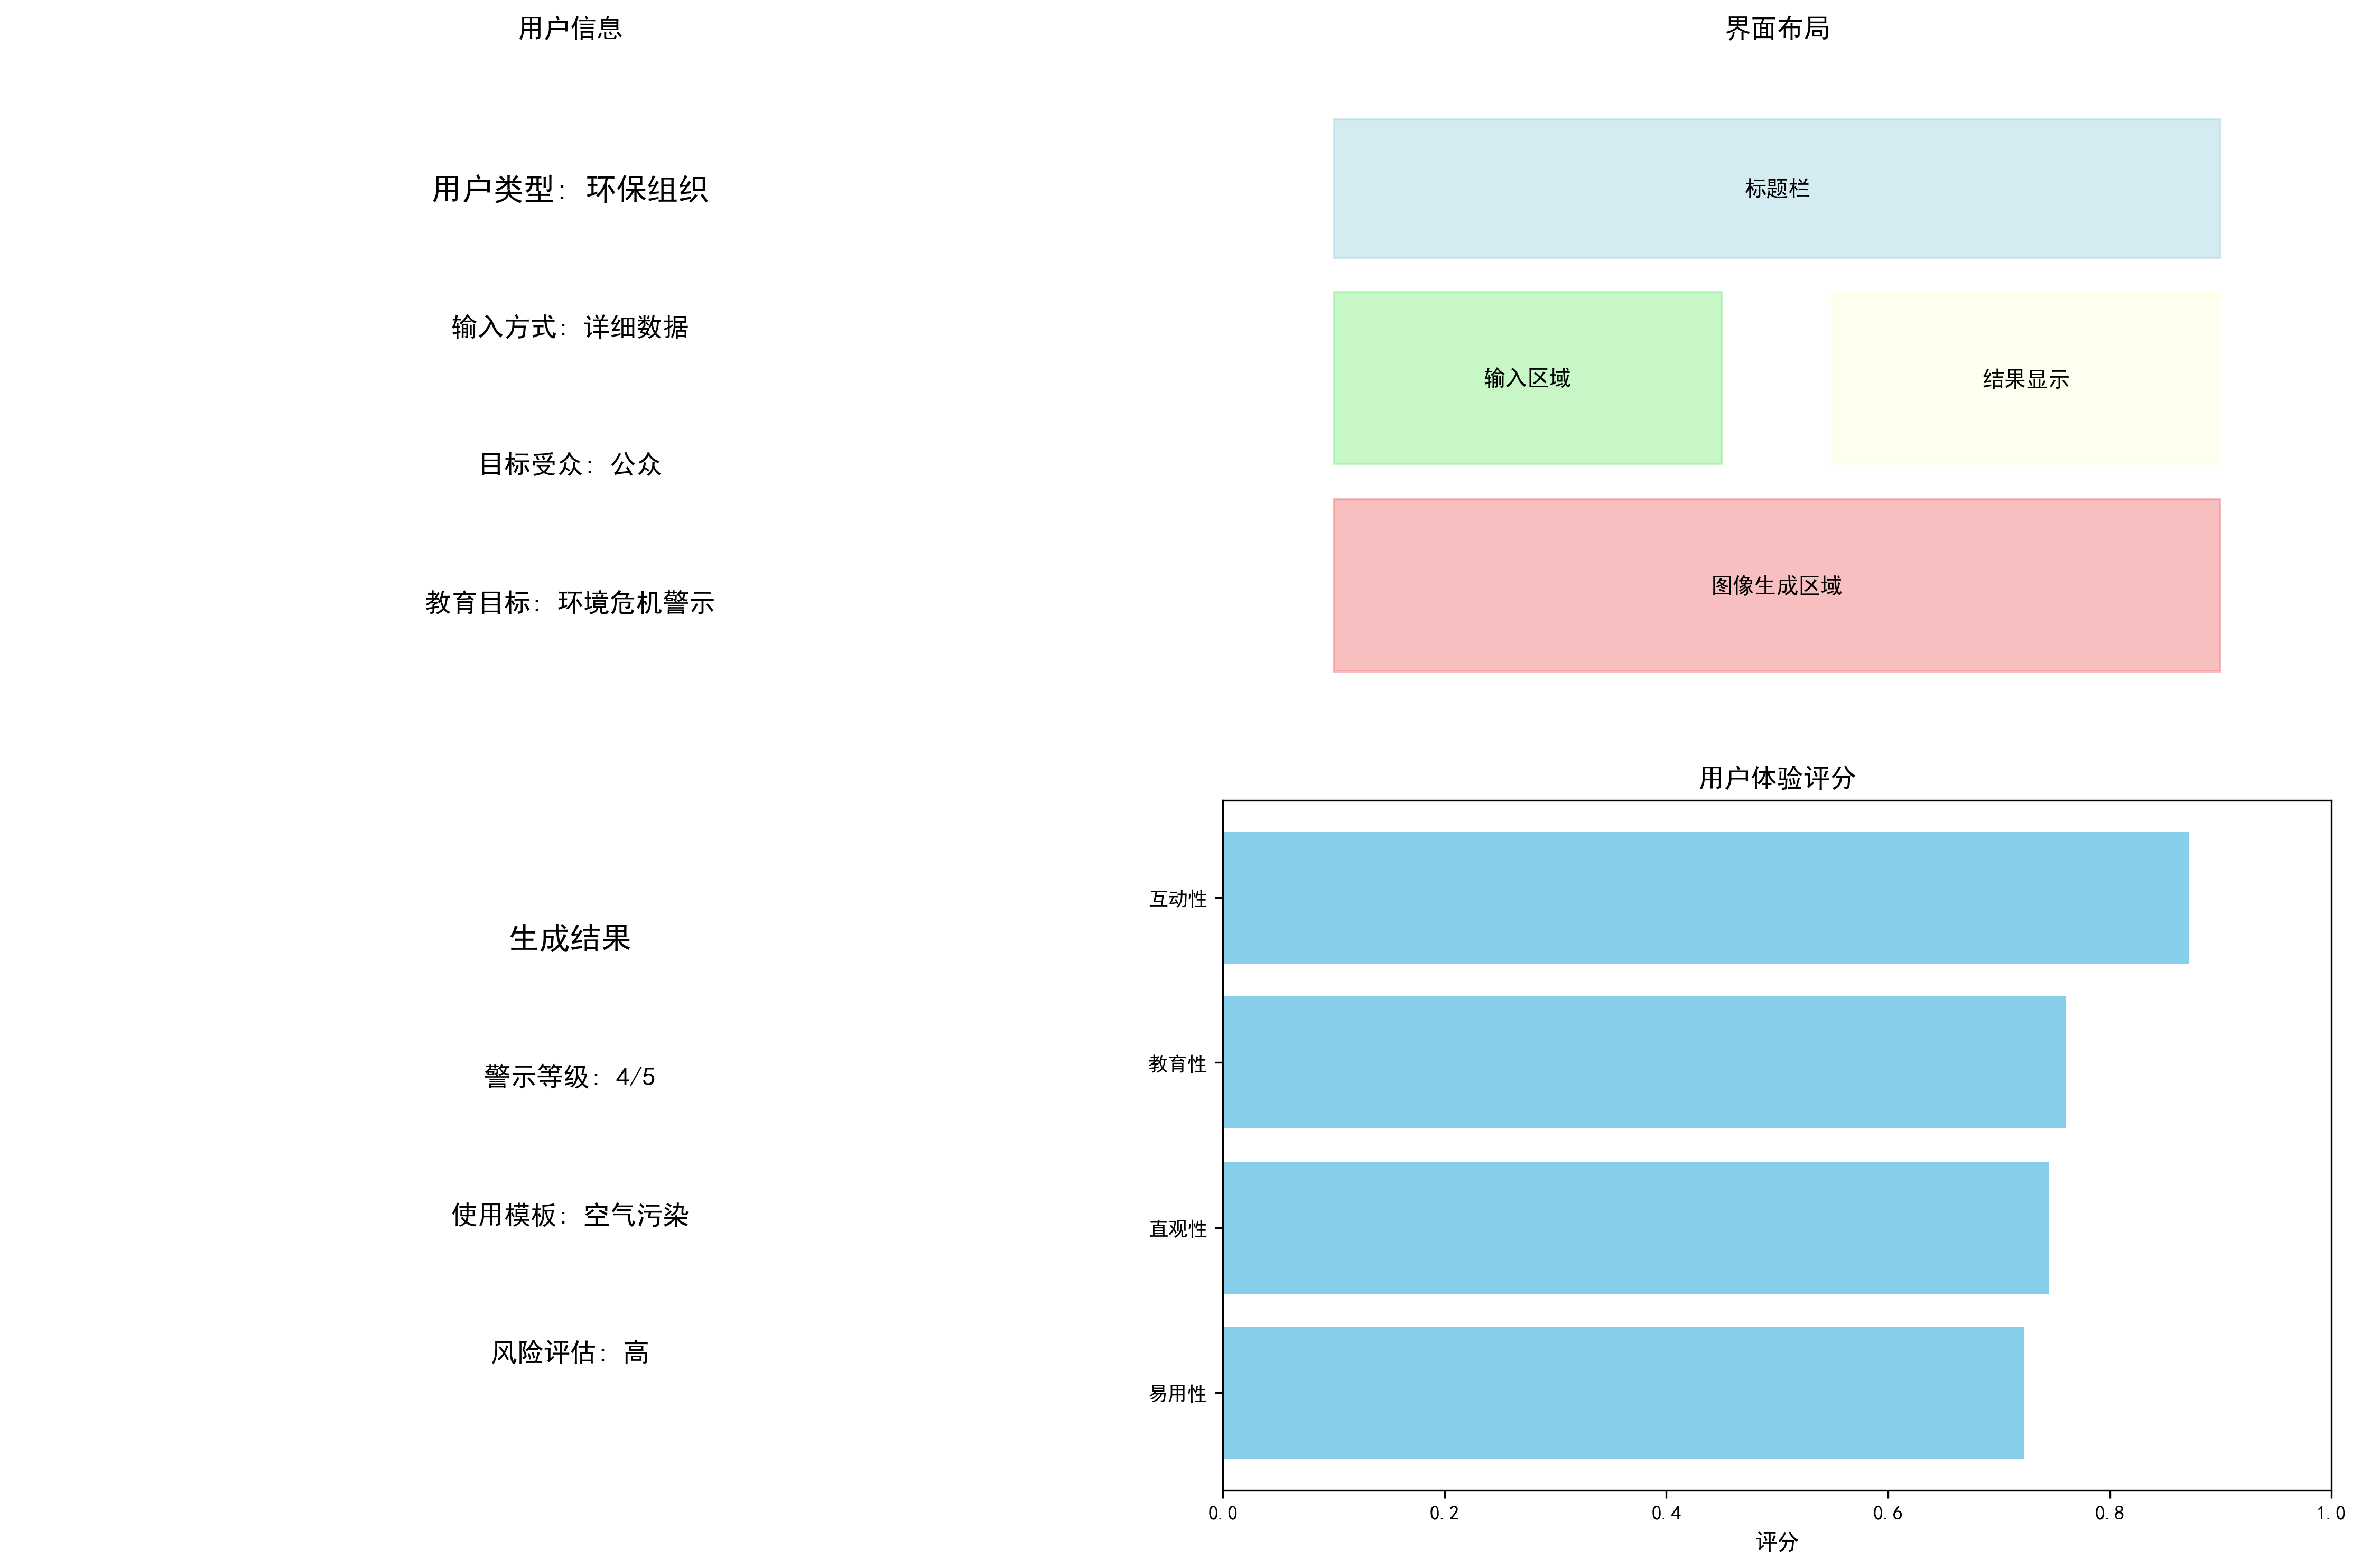 用户信息
用户类型: 环保组织
输入方式: 详细数据
目标受众: 公众
教育目标: 环境危机警示
界面布局
标题栏
输入区域
结果显示
图像生成区域
生成结果
警示等级: 4/5
使用模板: 空气污染
风险评估: 高
用户体验评分
互动性
教育性
直观性
易用性
0.0
0.2
0.4
0.6
0.8
1.0
评分